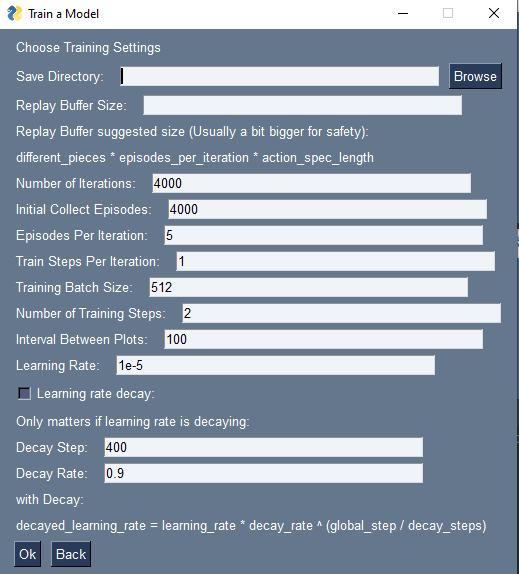 Train a Model
Choose Training Settings
Save Directory: Browse
Replay Buffer Size:
Replay Buffer suggested size (Usually a bit bigger for safety):
different_pieces * episodes_per_iteration * action_spec_length
Number of Iterations: 4000
Initial Collect Episodes: 4000
Episodes Per Iteration: 5
Train Steps Per Iteration: 1
Training Batch Size: 512
Number of Training Steps: 2
Interval Between Plots: 100
Learning Rate: 1e-5
Learning rate decay:
Only matters if learning rate is decaying:
Decay Step: 400
Decay Rate: 0.9
with Decay:
decayed_learning_rate = learning_rate * decay_rate ^ (global_step / decay_steps)
Ok Back